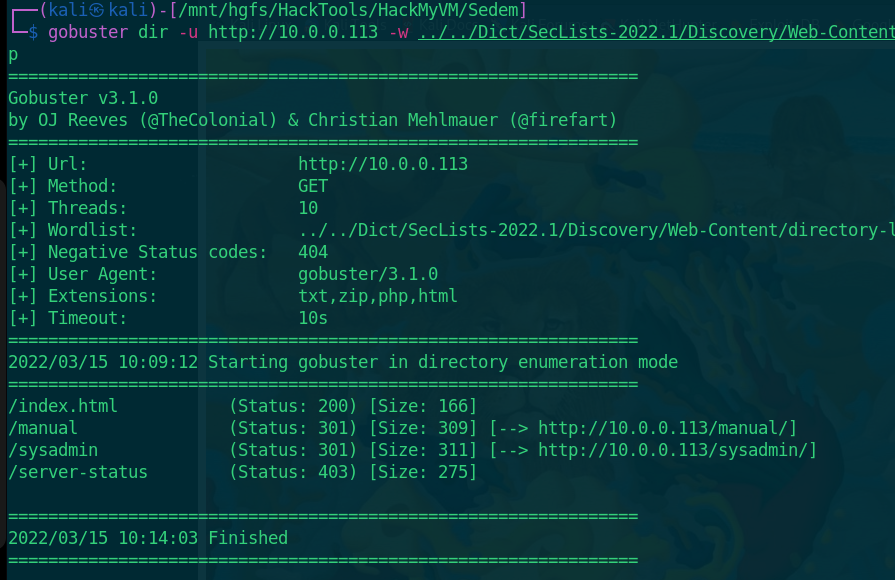 ┌──(kali㉿kali)-[/mnt/hgfs/HackTools/HackMyVM/Sedem]
└─$ gobuster dir -u http://10.0.0.113 -w ../../Dict/SecLists-2022.1/Discovery/Web-Content
p
===============================================================
Gobuster v3.1.0
by OJ Reeves (@TheColonial) & Christian Mehlmauer (@firefart)
===============================================================
[+] Url:                     http://10.0.0.113
[+] Method:                  GET
[+] Threads:                 10
[+] Wordlist:                ../../Dict/SecLists-2022.1/Discovery/Web-Content/directory-l
[+] Negative Status codes:   404
[+] User Agent:              gobuster/3.1.0
[+] Extensions:              txt,zip,php,html
[+] Timeout:                 10s
===============================================================
2022/03/15 10:09:12 Starting gobuster in directory enumeration mode
===============================================================
/index.html           (Status: 200) [Size: 166]
/manual               (Status: 301) [Size: 309] [--> http://10.0.0.113/manual/]
/sysadmin             (Status: 301) [Size: 311] [--> http://10.0.0.113/sysadmin/]
/server-status        (Status: 403) [Size: 275]
===============================================================
2022/03/15 10:14:03 Finished
===============================================================